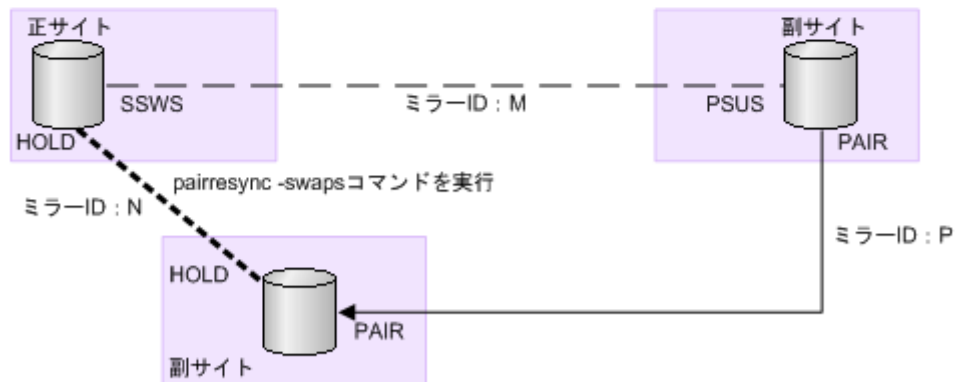 正サイト
副サイト
SSWS
ミラーID：M
PSUS
HOLD
PAIR
pairresync -swapsコマンドを実行
ミラーID：N
ミラーID：P
HOLD
PAIR
副サイト